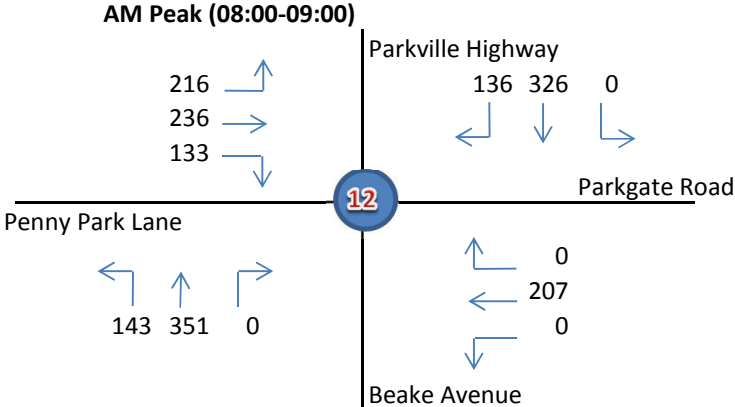 AM Peak (08:00-09:00)
Parkville Highway
216
236
133
136 326 0
12
Parkgate Road
Penny Park Lane
143 351 0
0
207
0
Beake Avenue